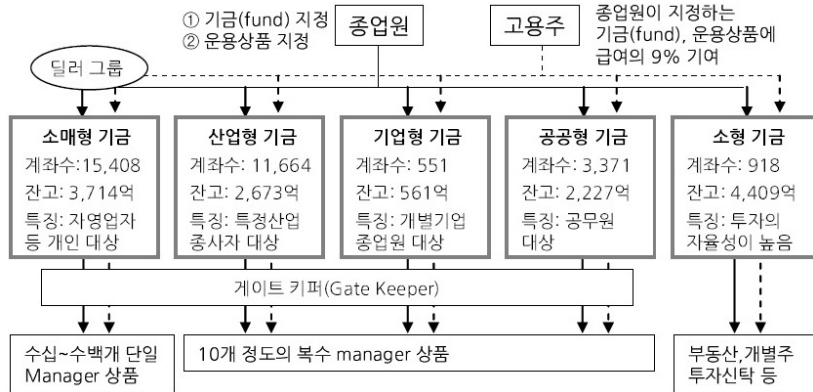 ① 기금(fund) 지정
② 운용상품 지정
종업원
고용주
종업원이 지정하는
기금(fund), 운용상품에
급여의 9% 기여
딜러 그룹
소매형 기금
계좌수:15,408
잔고: 3,714억
특징: 자영업자
등 개인 대상
산업형 기금
계좌수: 11,664
잔고: 2,673억
특징: 특정산업
종사자 대상
기업형 기금
계좌수: 551
잔고: 561억
특징: 개별기업
종업원 대상
공공형 기금
계좌수: 3,371
잔고: 2,227억
특징: 공무원
대상
소형 기금
계좌수: 918
잔고: 4,409억
특징: 투자의
자율성이 높음
게이트 키퍼(Gate Keeper)
수십~수백개 단일
Manager 상품
10개 정도의 복수 manager 상품
부동산,개별주
투자신탁 등